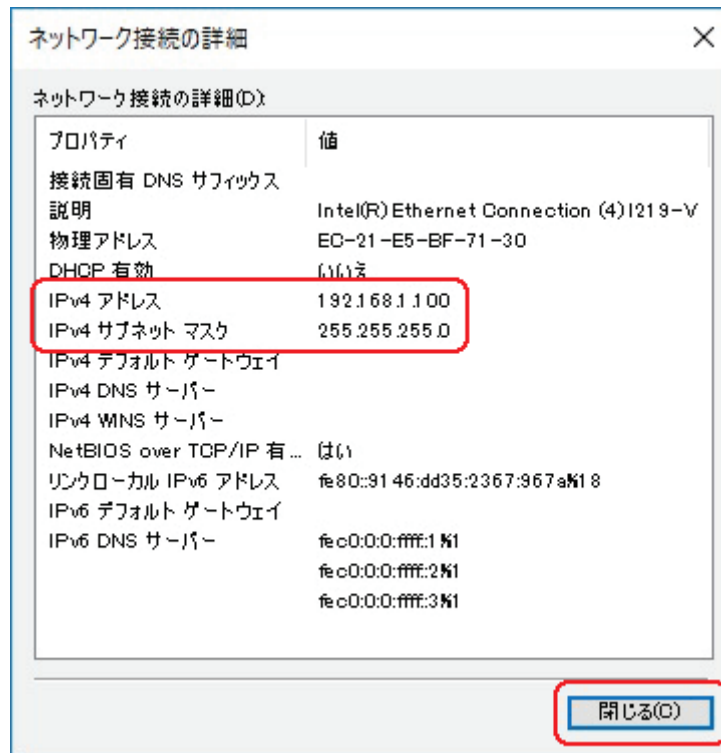 ネットワーク接続の詳細
ネットワーク接続の詳細(D):
プロパティ 値
接続固有 DNS サフィックス
説明 Intel(R) Ethernet Connection (4) I219-V
物理アドレス EC-21-E5-BF-71-30
DHCP 有効 いいえ
IPv4 アドレス 192.168.1.100
IPv4 サブネット マスク 255.255.255.0
IPv4 デフォルト ゲートウェイ
IPv4 DNS サーバー
IPv4 WINS サーバー
NetBIOS over TCP/IP 有... はい
リンクローカル IPv6 アドレス fe80::9146:dd35:2367:967a%18
IPv6 デフォルト ゲートウェイ
IPv6 DNS サーバー fec0:0:0:ffff::1%1
fec0:0:0:ffff::2%1
fec0:0:0:ffff::3%1
閉じる(C)